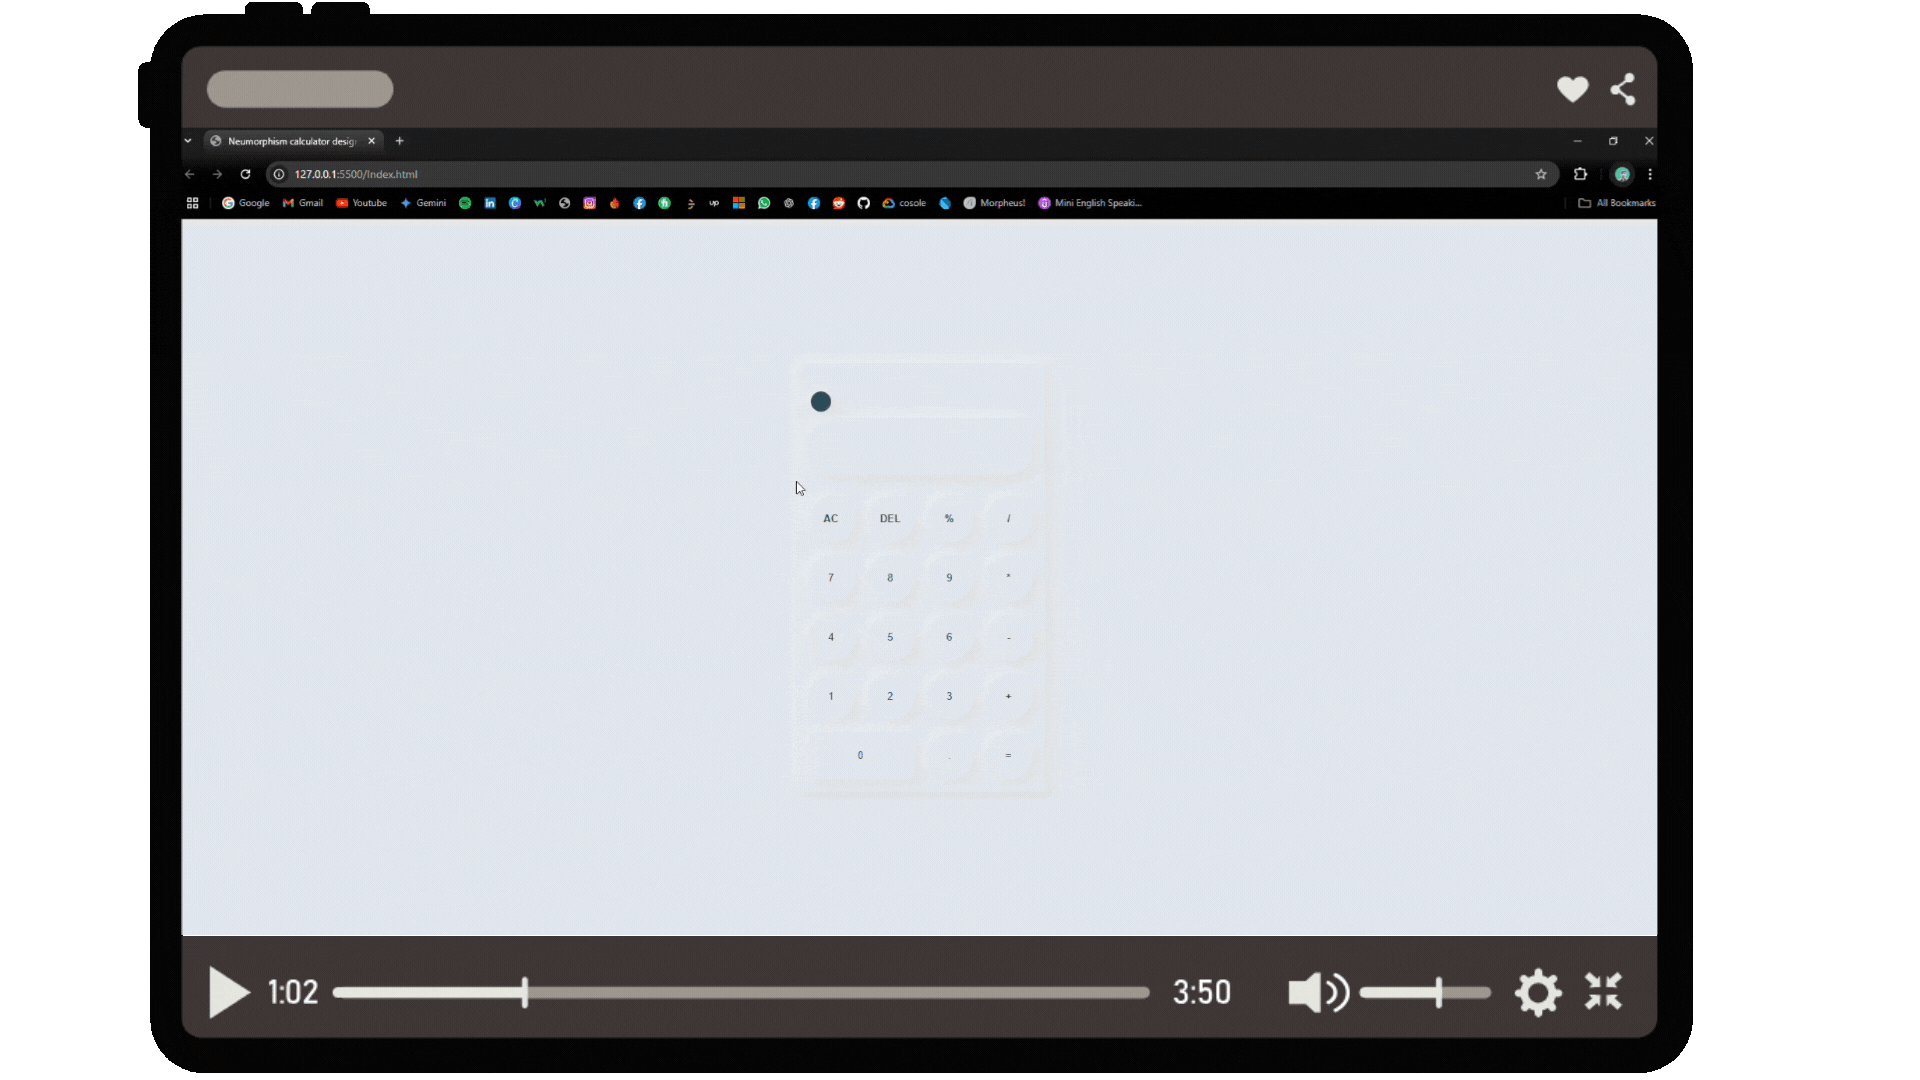 Neumorphism calculator desig
127.0.0.1:5500/Index.html
Google Gmail Youtube Gemini up cosole Morpheus! Mini English Speaki... All Bookmarks
AC DEL % /
7 8 9 *
4 5 6 -
1 2 3 +
0 . =
1:02 3:50